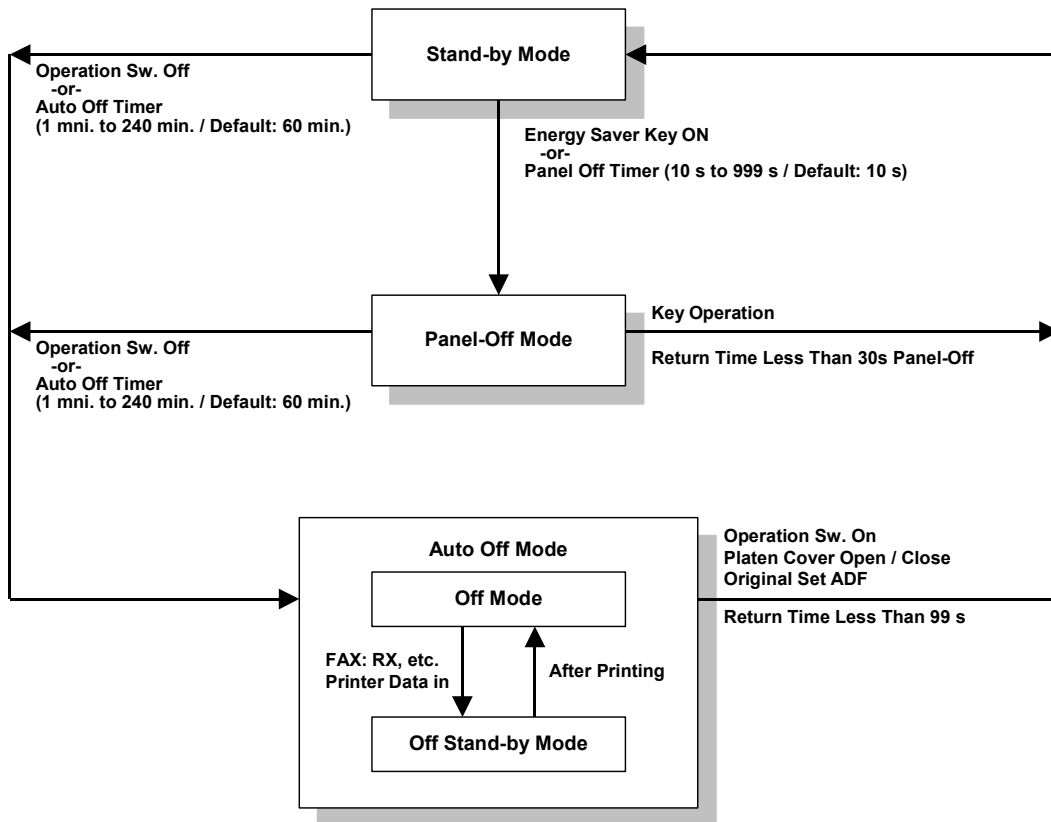 Stand-by Mode
Operation Sw. Off
-or-
Auto Off Timer
(1 mni. to 240 min. / Default: 60 min.)
Energy Saver Key ON
-or-
Panel Off Timer (10 s to 999 s / Default: 10 s)
Panel-Off Mode
Key Operation
Return Time Less Than 30s Panel-Off
Operation Sw. Off
-or-
Auto Off Timer
(1 mni. to 240 min. / Default: 60 min.)
Auto Off Mode
Off Mode
FAX: RX, etc.
Printer Data in
After Printing
Off Stand-by Mode
Operation Sw. On
Platen Cover Open / Close
Original Set ADF
Return Time Less Than 99 s